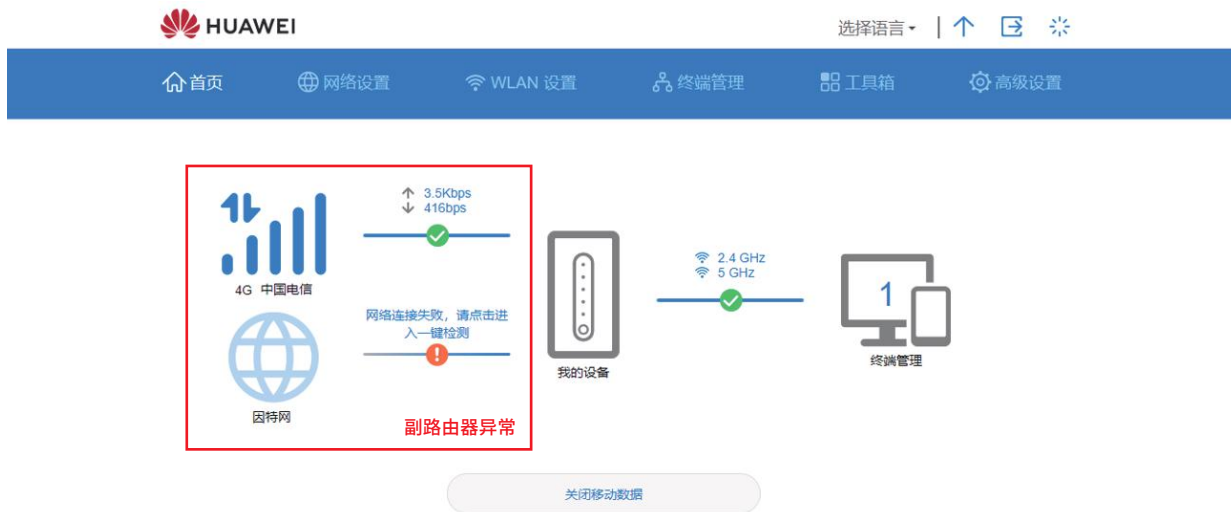 HUAWEI
选择语言
首页
网络设置
WLAN 设置
终端管理
工具箱
高级设置
3.5Kbps
416bps
4G 中国电信
网络连接失败，请点击进
入一键检测
因特网
副路由器异常
我的设备
2.4 GHz
5 GHz
1
终端管理
关闭移动数据